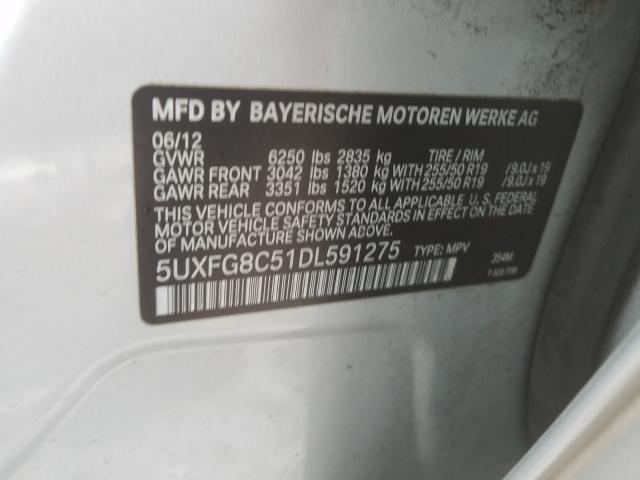 MFD BY BAYERISCHE MOTOREN WERKE AG
06/12
GVWR 6250 lbs 2835 kg TIRE / RIM
GAWR FRONT 3042 lbs 1380 kg WITH 255/50 R19 / 9.0J x 19
GAWR REAR 3351 lbs 1520 kg WITH 255/50 R19 / 9.0J x 19
THIS VEHICLE CONFORMS TO ALL APPLICABLE U. S. FEDERAL
MOTOR VEHICLE SAFETY STANDARDS IN EFFECT ON THE DATE OF
MANUFACTURE SHOWN ABOVE.
5UXFG8C51DL591275 TYPE: MPV 354M